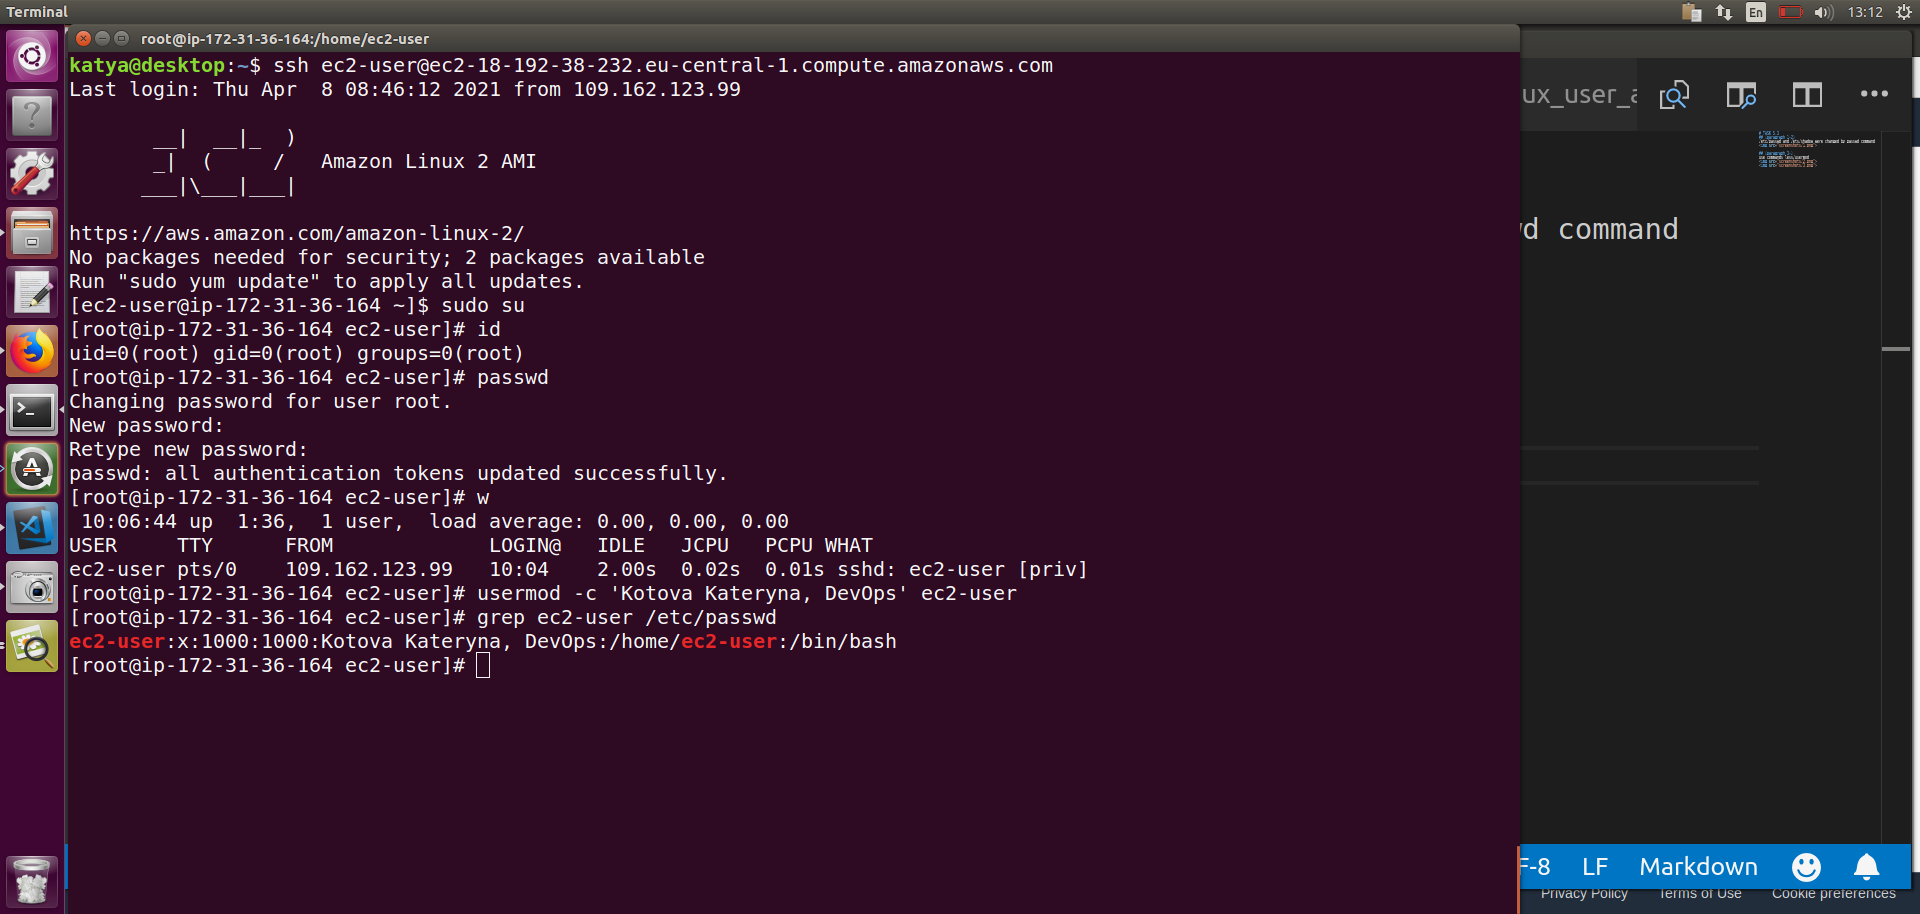 Terminal
En
13:12
root@ip-172-31-36-164:/home/ec2-user
katya@desktop:~$ ssh ec2-user@ec2-18-192-38-232.eu-central-1.compute.amazonaws.com
Last login: Thu Apr  8 08:46:12 2021 from 109.162.123.99
       __|  __|_  )
       _|  (     /   Amazon Linux 2 AMI
      ___|\___|___|
https://aws.amazon.com/amazon-linux-2/
No packages needed for security; 2 packages available
Run "sudo yum update" to apply all updates.
[ec2-user@ip-172-31-36-164 ~]$ sudo su
[root@ip-172-31-36-164 ec2-user]# id
uid=0(root) gid=0(root) groups=0(root)
[root@ip-172-31-36-164 ec2-user]# passwd
Changing password for user root.
New password:
Retype new password:
passwd: all authentication tokens updated successfully.
[root@ip-172-31-36-164 ec2-user]# w
 10:06:44 up  1:36,  1 user,  load average: 0.00, 0.00, 0.00
USER     TTY      FROM             LOGIN@   IDLE   JCPU   PCPU WHAT
ec2-user pts/0    109.162.123.99   10:04    2.00s  0.02s  0.01s sshd: ec2-user [priv]
[root@ip-172-31-36-164 ec2-user]# usermod -c 'Kotova Kateryna, DevOps' ec2-user
[root@ip-172-31-36-164 ec2-user]# grep ec2-user /etc/passwd
ec2-user:x:1000:1000:Kotova Kateryna, DevOps:/home/ec2-user:/bin/bash
[root@ip-172-31-36-164 ec2-user]#
ux_user_a
d command
F-8 LF Markdown
Privacy Policy Terms of Use Cookie preferences